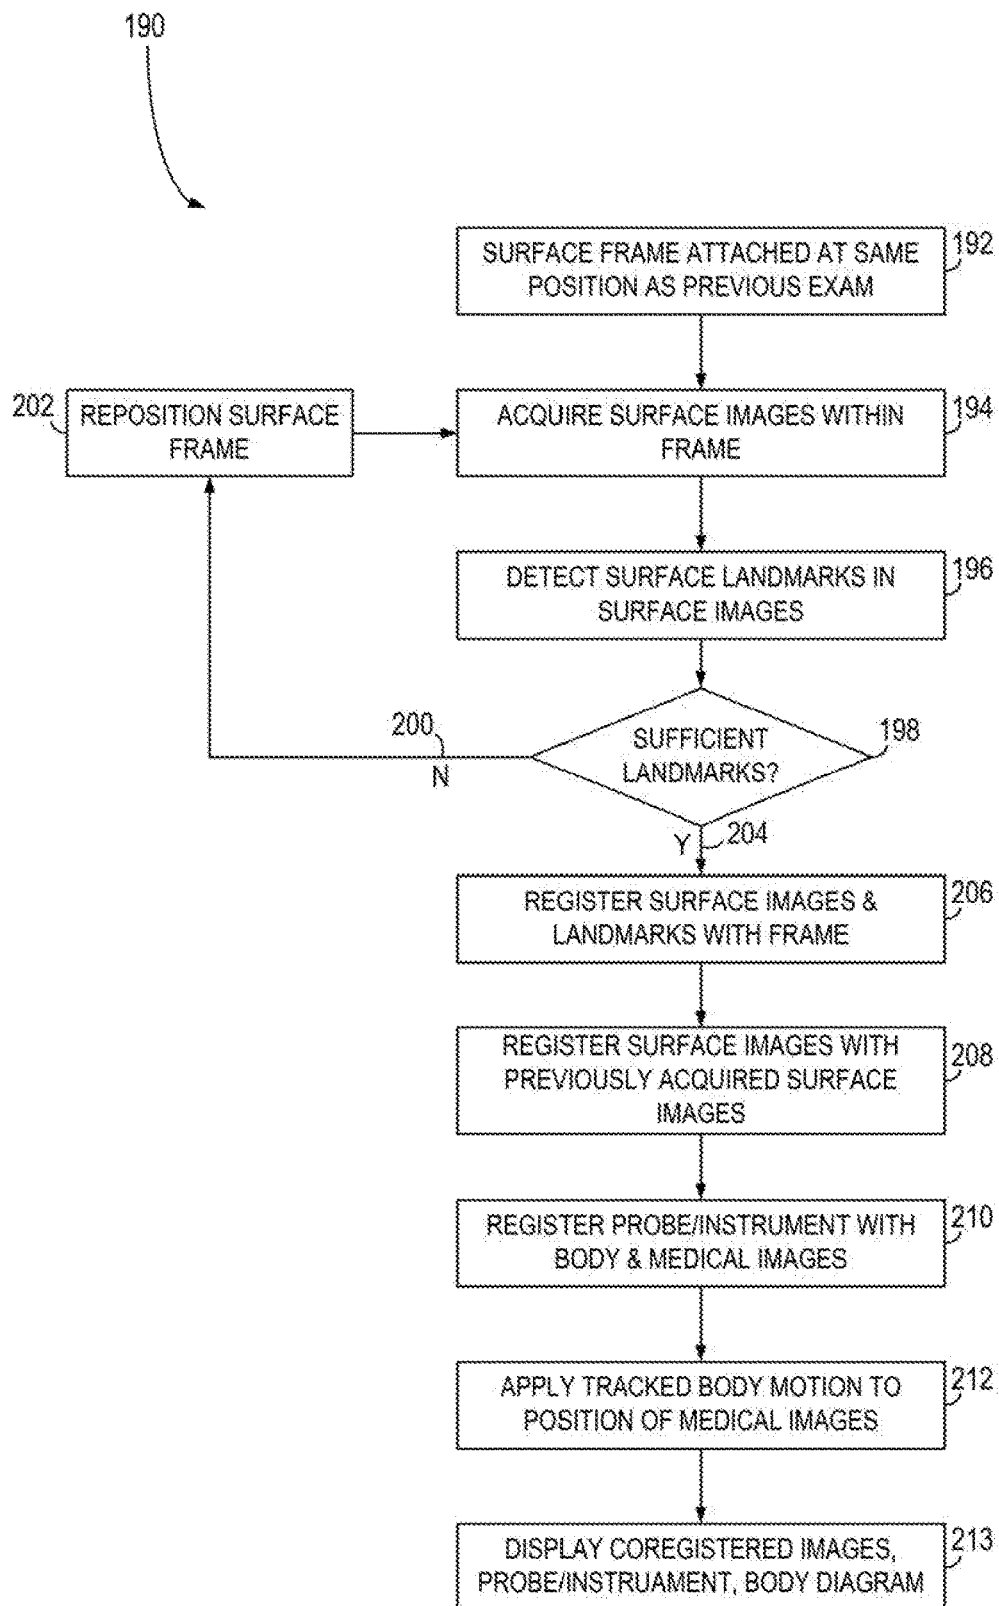 190
SURFACE FRAME ATTACHED AT SAME
POSITION AS PREVIOUS EXAM
192
202
REPOSITION SURFACE
FRAME
ACQUIRE SURFACE IMAGES WITHIN
FRAME
194
DETECT SURFACE LANDMARKS IN
SURFACE IMAGES
196
200
N
SUFFICIENT
LANDMARKS?
198
Y
204
REGISTER SURFACE IMAGES &
LANDMARKS WITH FRAME
206
REGISTER SURFACE IMAGES WITH
PREVIOUSLY ACQUIRED SURFACE
IMAGES
208
REGISTER PROBE/INSTRUMENT WITH
BODY & MEDICAL IMAGES
210
APPLY TRACKED BODY MOTION TO
POSITION OF MEDICAL IMAGES
212
DISPLAY COREGISTERED IMAGES,
PROBE/INSTRUAMENT, BODY DIAGRAM
213